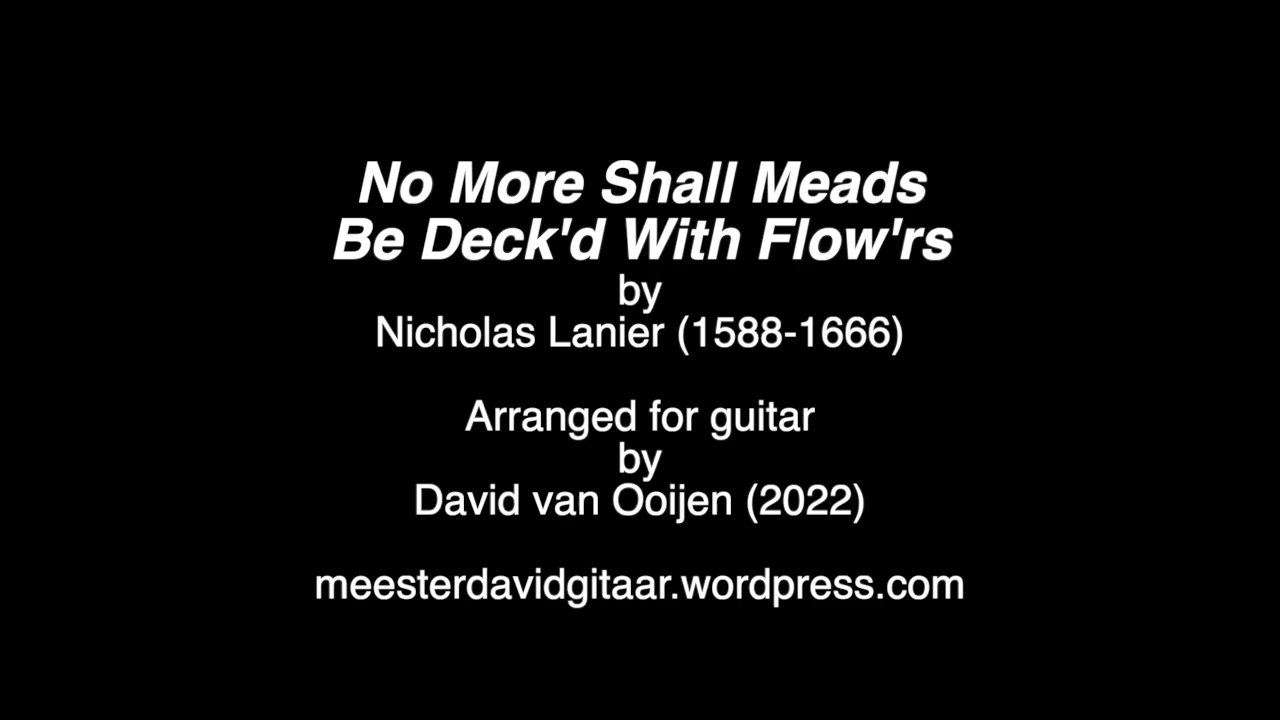 No More Shall Meads
Be Deck'd With Flow'rs
by
Nicholas Lanier (1588-1666)
Arranged for guitar
by
David van Ooijen (2022)
meesterdavidgitaar.wordpress.com